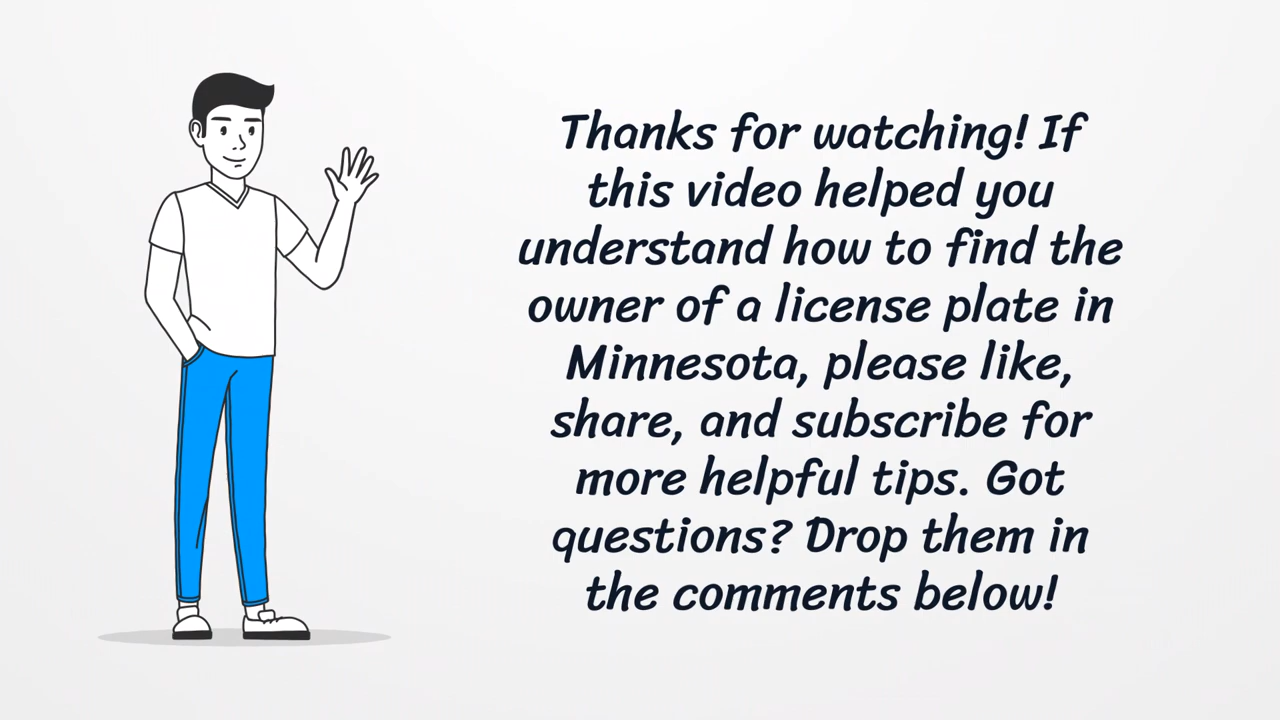 Thanks for watching! If
this video helped you
understand how to find the
owner of a license plate in
Minnesota, please like,
share, and subscribe for
more helpful tips. Got
questions? Drop them in
the comments below!